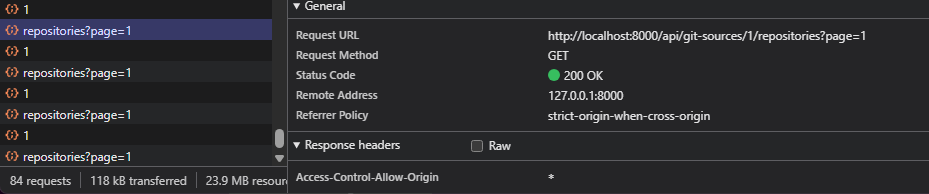 1
repositories?page=1
1
repositories?page=1
1
repositories?page=1
1
repositories?page=1
84 requests 118 kB transferred 23.9 MB resour
General
Request URL http://localhost:8000/api/git-sources/1/repositories?page=1
Request Method GET
Status Code 200 OK
Remote Address 127.0.0.1:8000
Referrer Policy strict-origin-when-cross-origin
Response headers Raw
Access-Control-Allow-Origin *